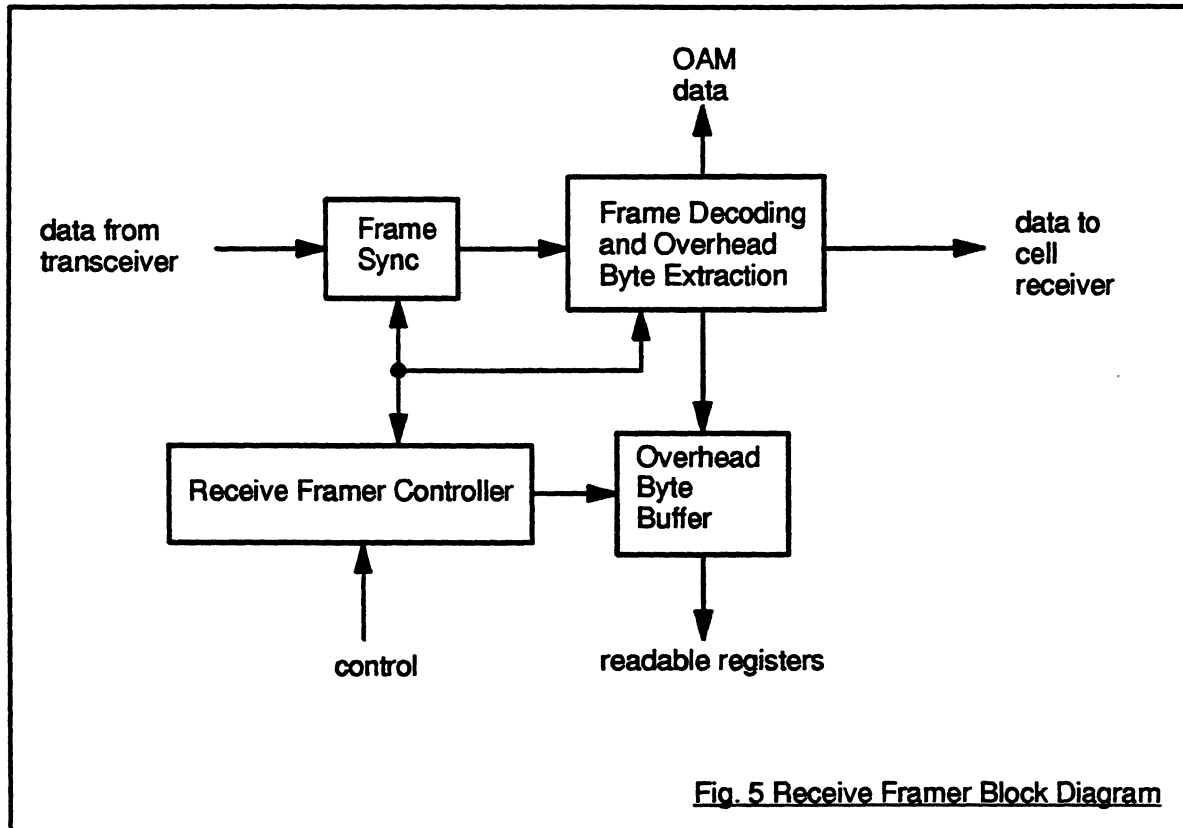 OAM
data
data from
transceiver
Frame
Sync
Frame Decoding
and Overhead
Byte Extraction
data to
cell
receiver
Receive Framer Controller
Overhead
Byte
Buffer
control
readable registers
Fig. 5 Receive Framer Block Diagram